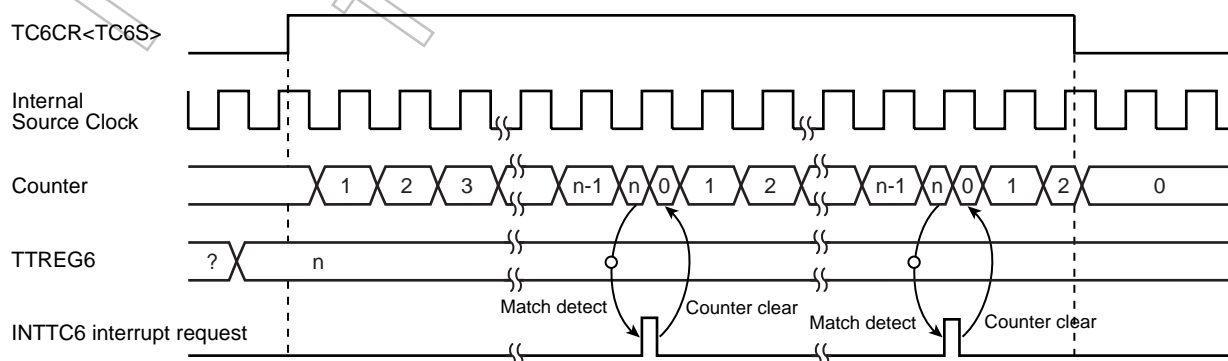 TC6CR<TC6S>
Internal
Source Clock
Counter
1 2 3 n-1 n 0 1 2 n-1 n 0 1 2 0
TTREG6
? n
Match detect Counter clear Match detect Counter clear
INTTC6 interrupt request